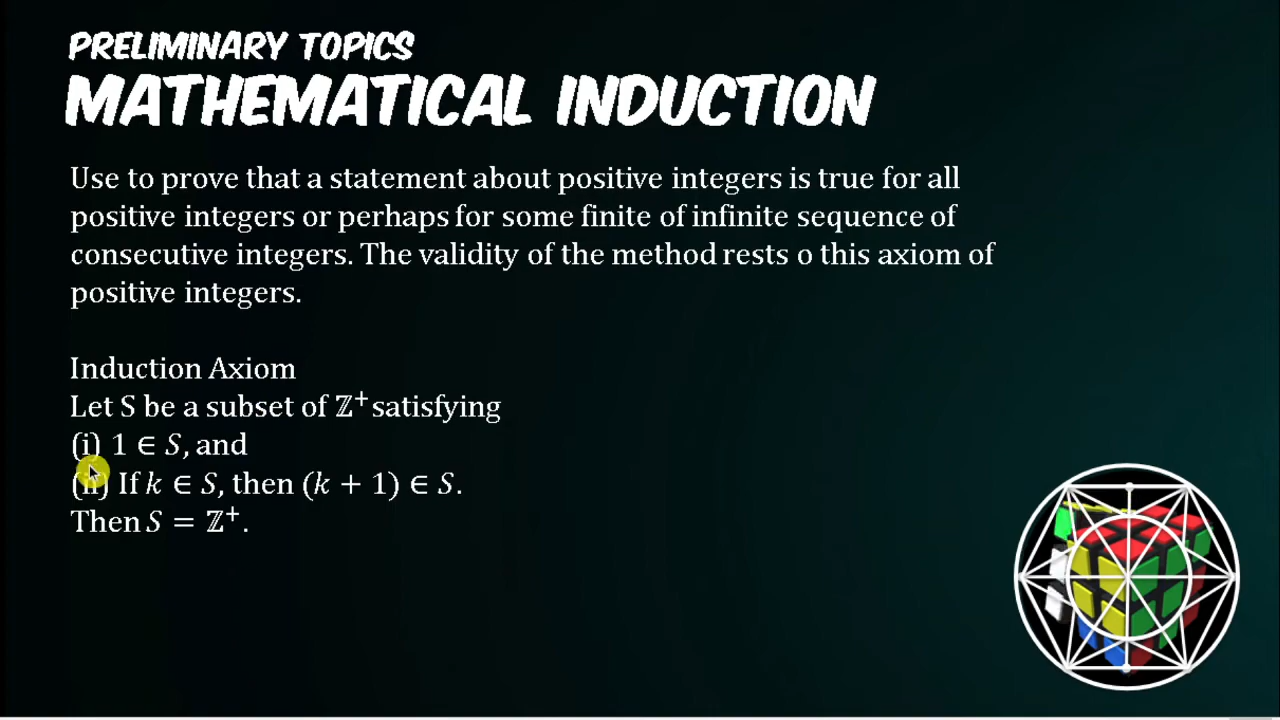 PRELIMINARY TOPICS
MATHEMATICAL INDUCTION
Use to prove that a statement about positive integers is true for all
positive integers or perhaps for some finite of infinite sequence of
consecutive integers. The validity of the method rests o this axiom of
positive integers.
Induction Axiom
Let S be a subset of ℤ⁺ satisfying
(i) 1 ∈ S, and
(ii) If k ∈ S, then (k + 1) ∈ S.
Then S = ℤ⁺.